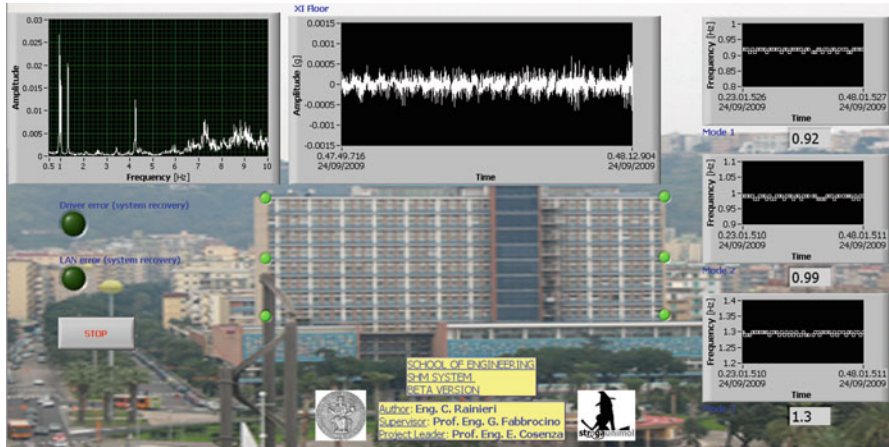 XI Floor
0.03
0.025
0.02
0.015
0.01
0.005
0
Amplitude
0.5 1 2 3 4 5 6 7 8 9 10
Frequency [Hz]
0.0015
0.001
0.0005
0
-0.0005
-0.001
-0.0015
Amplitude [g]
0.47.49.716
24/09/2009
0.48.12.904
24/09/2009
Time
1
0.95
0.9
0.85
0.8
Frequency [Hz]
0.23.01.526
24/09/2009
0.48.01.527
24/09/2009
Time
Mode 1
0.92
1.1
1.05
1
0.95
0.9
Frequency [Hz]
0.23.01.510
24/09/2009
0.48.01.511
24/09/2009
Time
Mode 2
0.99
1.4
1.35
1.3
1.25
1.2
Frequency [Hz]
0.23.01.510
24/09/2009
0.48.01.511
24/09/2009
Time
1.3
Driver error (system recovery)
LAN error (system recovery)
STOP
SCHOOL OF ENGINEERING
SHM SYSTEM
BETA VERSION
Author: Eng. C. Rainieri
Supervisor: Prof. Eng. G. Fabbrocino
Project Leader: Prof. Eng. E. Cosenza